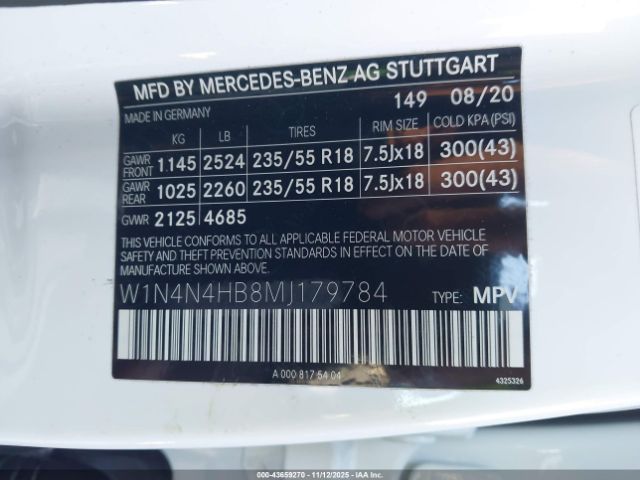 MFD BY MERCEDES-BENZ AG STUTTGART
MADE IN GERMANY 149 08/20
KG LB TIRES RIM SIZE COLD KPA (PSI)
GAWR FRONT 1145 2524 235/55 R18 7.5Jx18 300(43)
GAWR REAR 1025 2260 235/55 R18 7.5Jx18 300(43)
GVWR 2125 4685
THIS VEHICLE CONFORMS TO ALL APPLICABLE FEDERAL MOTOR VEHICLE
SAFETY AND THEFT PREVENTION STANDARDS IN EFFECT ON THE DATE
OF MANUFACTURE SHOWN ABOVE.
W1N4N4HB8MJ179784 TYPE: MPV
A 000 817 54 04
4325326
000-43659270 - 11/12/2025 - IAAI.COM